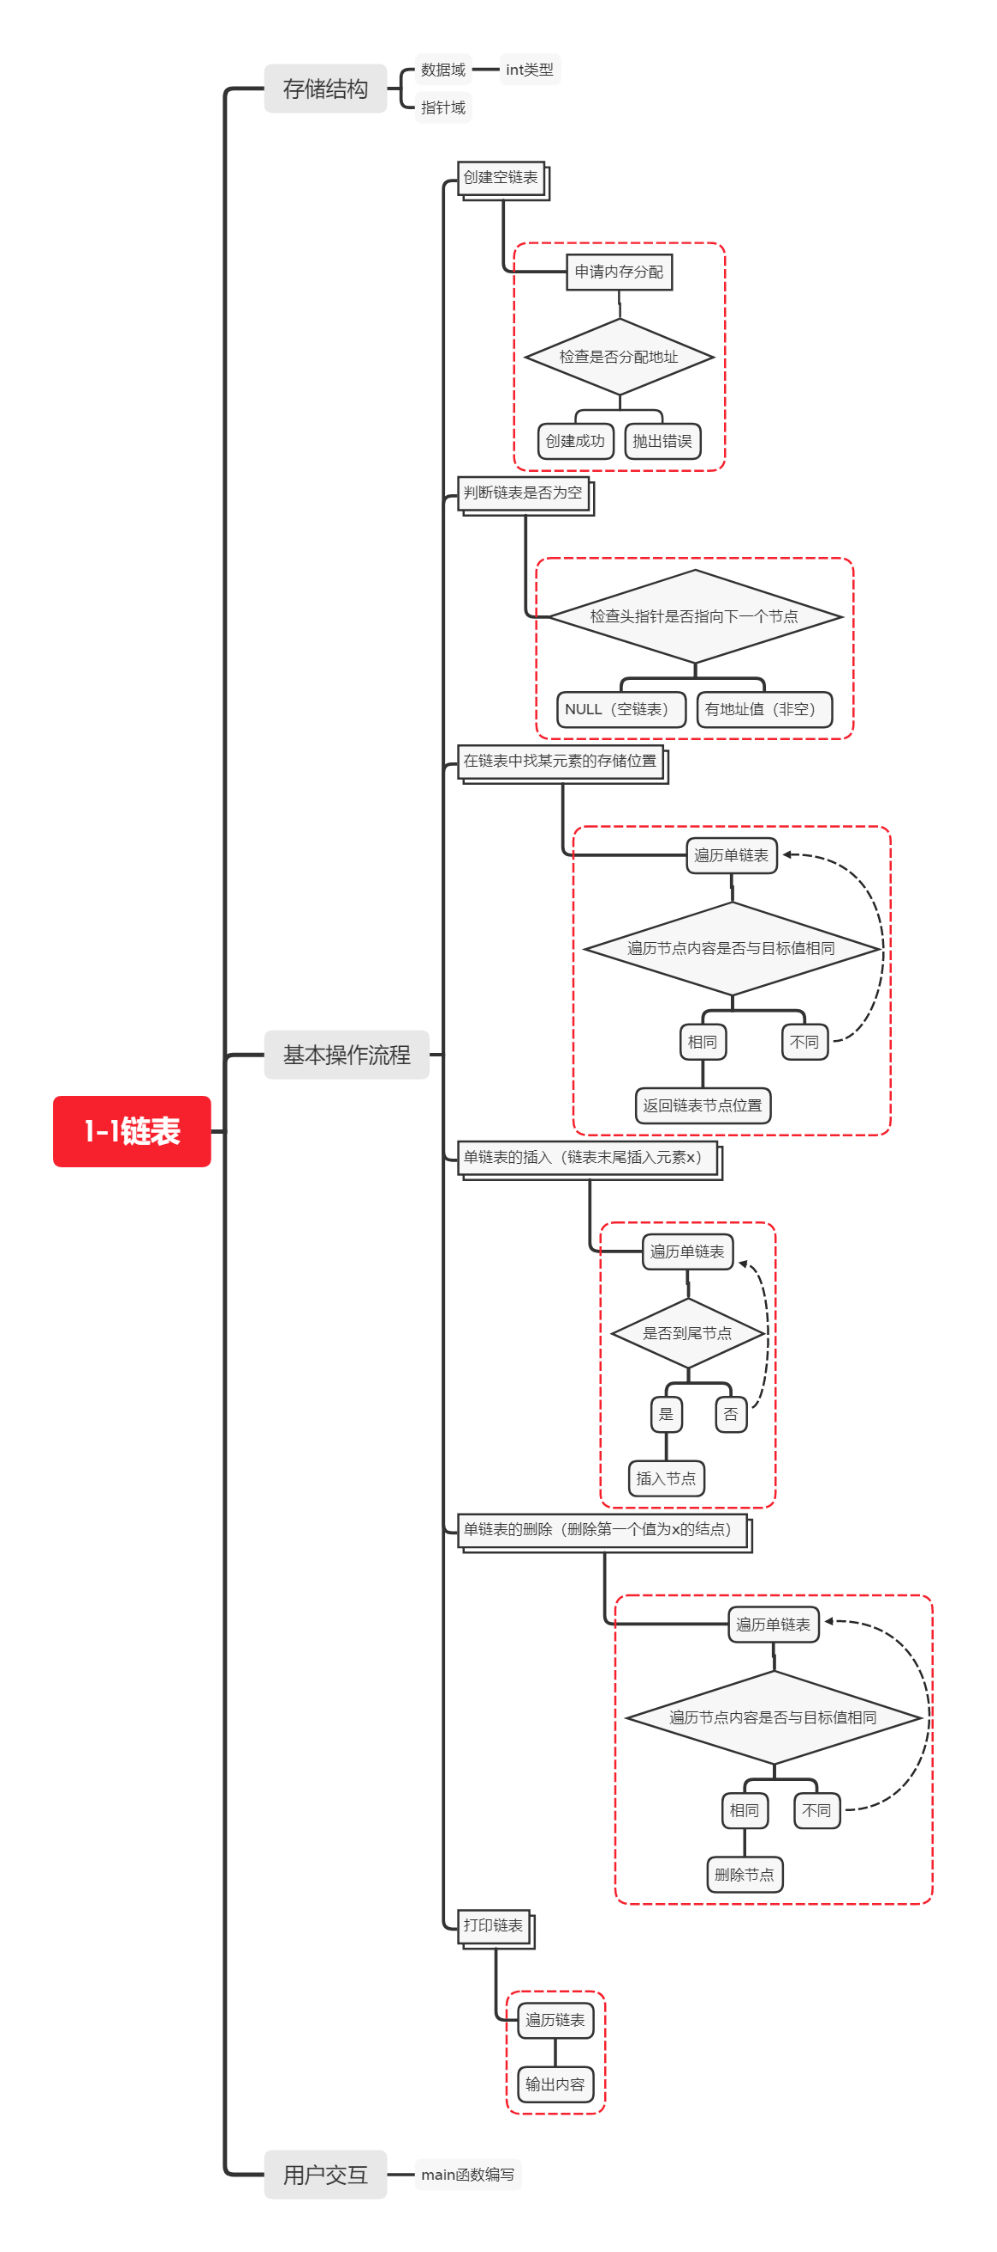 存储结构
数据域
int类型
指针域
创建空链表
申请内存分配
检查是否分配地址
创建成功
抛出错误
判断链表是否为空
检查头指针是否指向下一个节点
NULL（空链表）
有地址值（非空）
在链表中找某元素的存储位置
遍历单链表
遍历节点内容是否与目标值相同
相同
不同
返回链表节点位置
基本操作流程
1-1链表
单链表的插入（链表末尾插入元素x）
遍历单链表
是否到尾节点
是
否
插入节点
单链表的删除（删除第一个值为x的结点）
遍历单链表
遍历节点内容是否与目标值相同
相同
不同
删除节点
打印链表
遍历链表
输出内容
用户交互
main函数编写